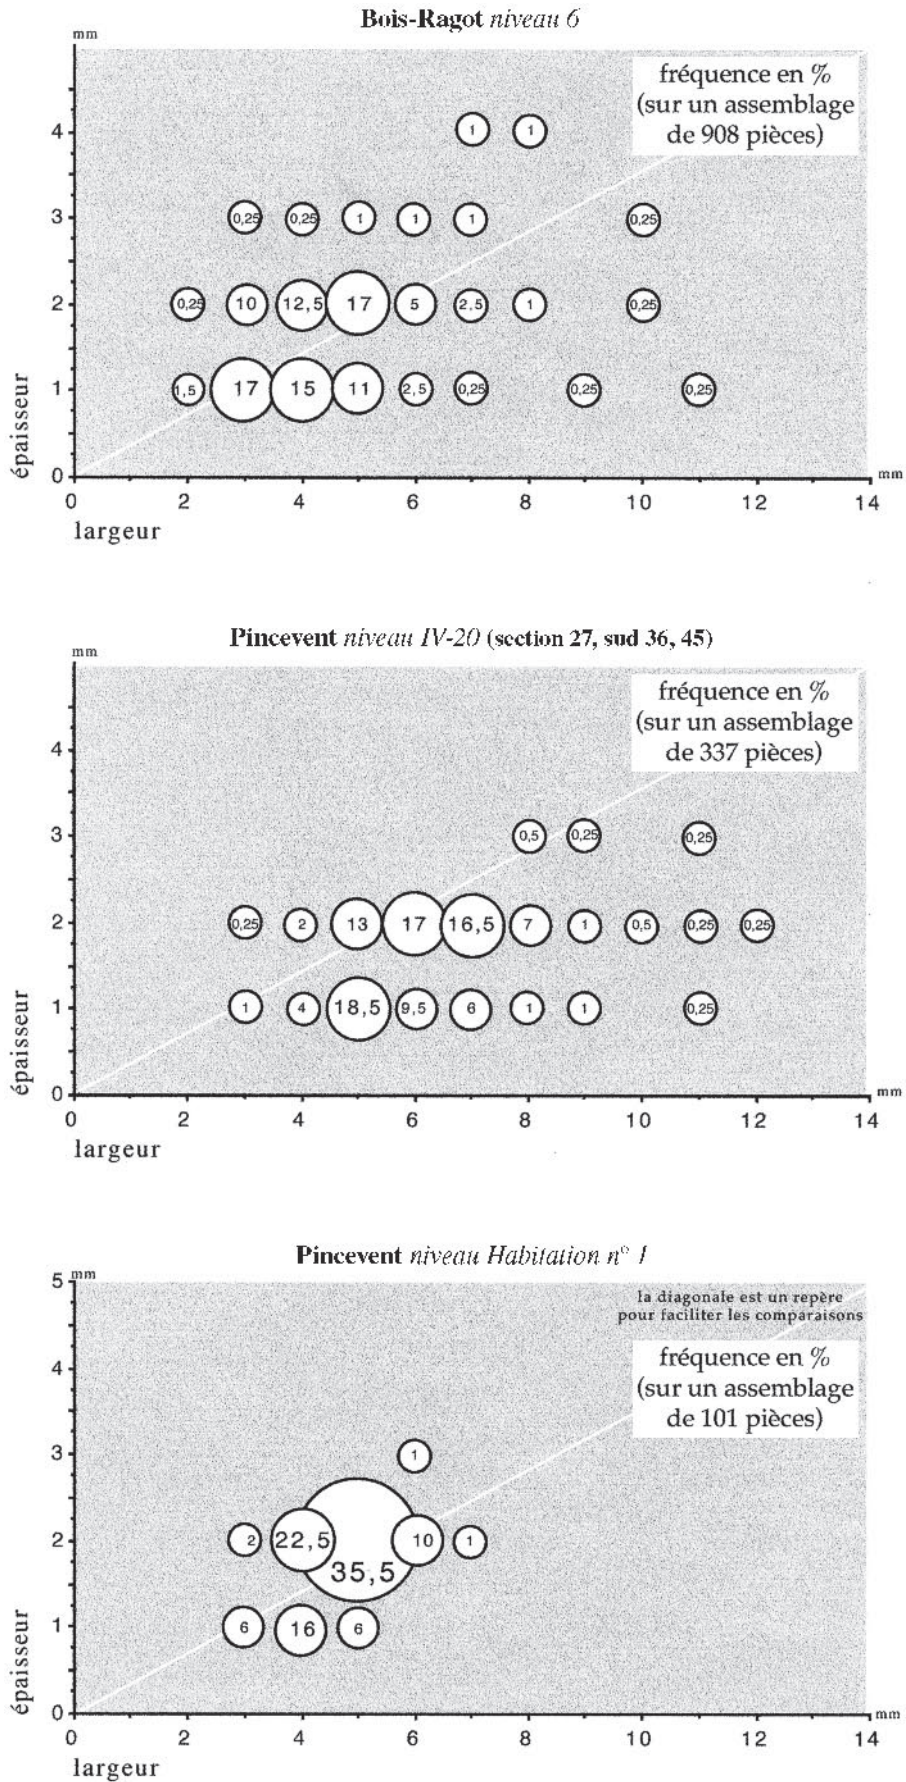 Bois-Ragot niveau 6
mm
fréquence en %
(sur un assemblage
de 908 pièces)
4
1 1
3
0,25 0,25 1 1 1 0,25
2
0,25 10 12,5 17 5 2,5 1 0,25
1
1,5 17 15 11 2,5 0,25 0,25 0,25
épaisseur
0
mm
0 2 4 6 8 10 12 14
largeur
Pincevent niveau IV-20 (section 27, sud 36, 45)
mm
fréquence en %
(sur un assemblage
de 337 pièces)
4
3
0,5 0,25 0,25
2
0,25 2 13 17 16,5 7 1 0,5 0,25 0,25
1
1 4 18,5 9,5 6 1 1 0,25
épaisseur
0
mm
0 2 4 6 8 10 12 14
largeur
Pincevent niveau Habitation n° 1
5 mm
la diagonale est un repère
pour faciliter les comparaisons
fréquence en %
(sur un assemblage
de 101 pièces)
4
3
1
2
2 22,5 35,5 10 1
1
6 16 6
épaisseur
0
mm
0 2 4 6 8 10 12 14
largeur